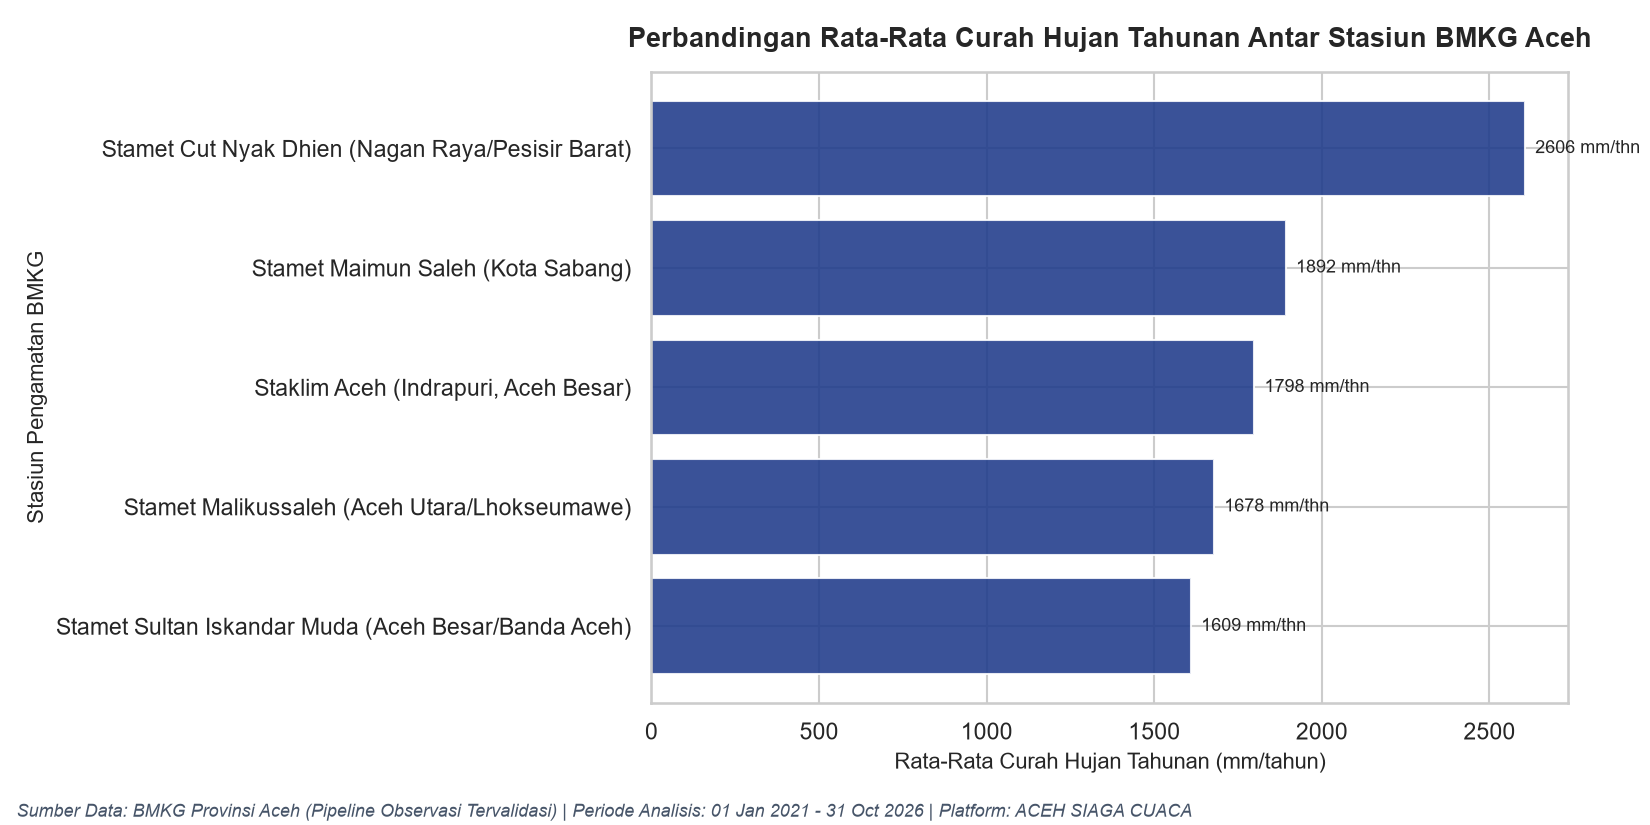 Perbandingan Rata-Rata Curah Hujan Tahunan Antar Stasiun BMKG Aceh
Stasiun Pengamatan BMKG
Stamet Cut Nyak Dhien (Nagan Raya/Pesisir Barat)
2606 mm/thn
Stamet Maimun Saleh (Kota Sabang)
1892 mm/thn
Staklim Aceh (Indrapuri, Aceh Besar)
1798 mm/thn
Stamet Malikussaleh (Aceh Utara/Lhokseumawe)
1678 mm/thn
Stamet Sultan Iskandar Muda (Aceh Besar/Banda Aceh)
1609 mm/thn
0 500 1000 1500 2000 2500
Rata-Rata Curah Hujan Tahunan (mm/tahun)
Sumber Data: BMKG Provinsi Aceh (Pipeline Observasi Tervalidasi) | Periode Analisis: 01 Jan 2021 - 31 Oct 2026 | Platform: ACEH SIAGA CUACA